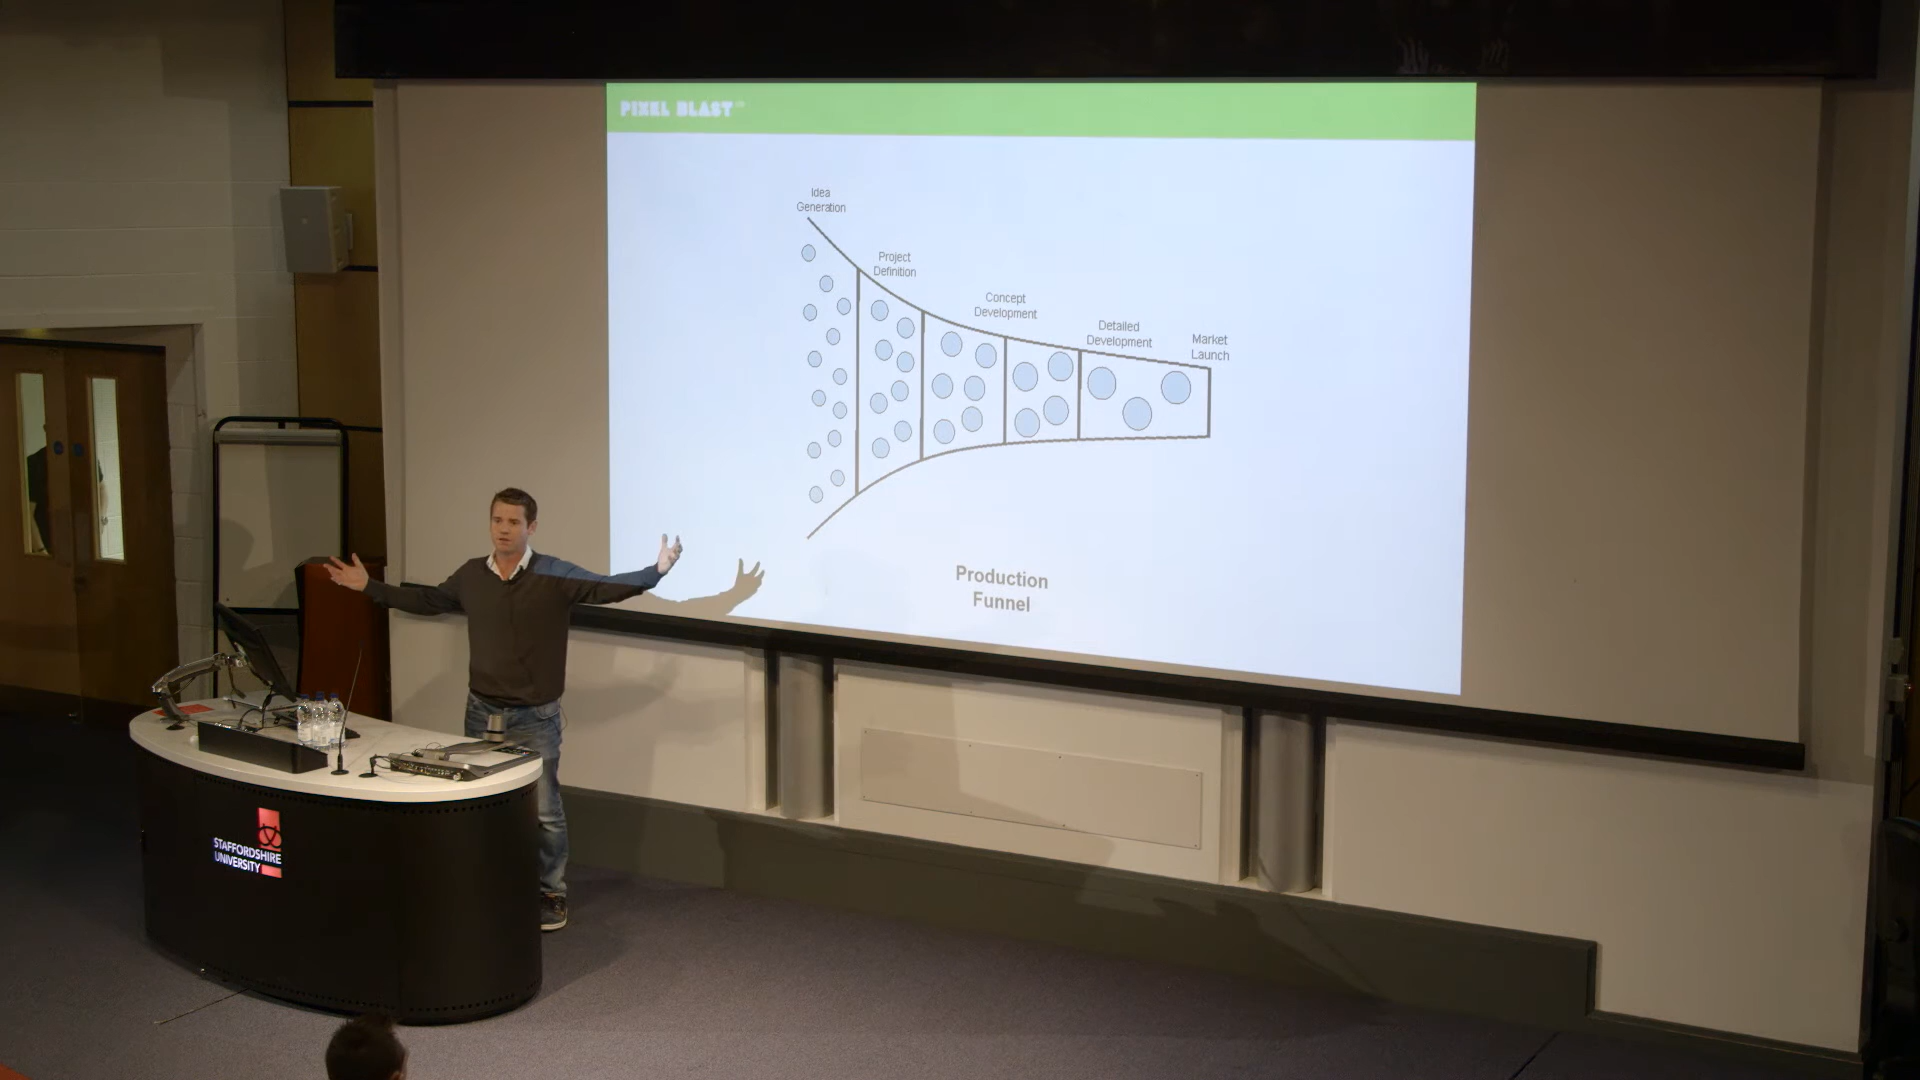 PIXEL BLAST
Idea
Generation
Project
Definition
Concept
Development
Detailed
Development
Market
Launch
Production
Funnel
STAFFORDSHIRE
UNIVERSITY